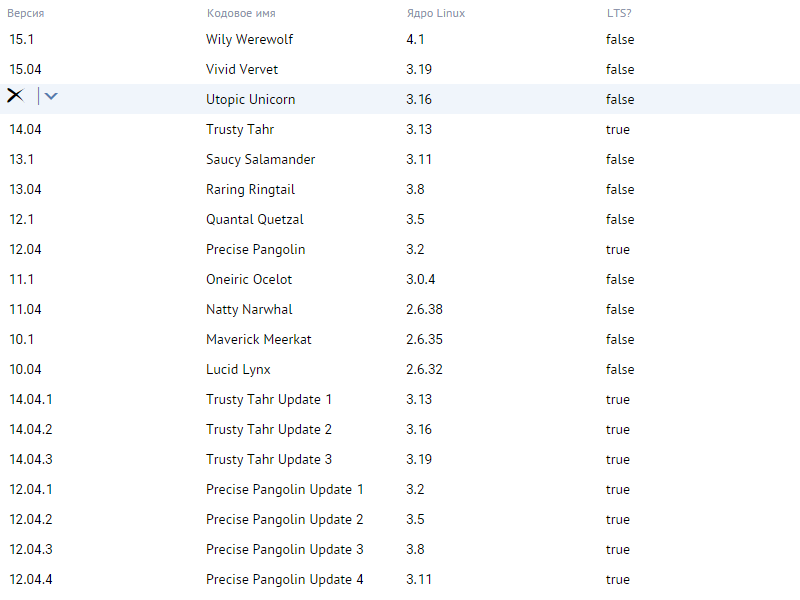 Версия Кодовое имя Ядро Linux LTS?
15.1 Wily Werewolf 4.1 false
15.04 Vivid Vervet 3.19 false
Utopic Unicorn 3.16 false
14.04 Trusty Tahr 3.13 true
13.1 Saucy Salamander 3.11 false
13.04 Raring Ringtail 3.8 false
12.1 Quantal Quetzal 3.5 false
12.04 Precise Pangolin 3.2 true
11.1 Oneiric Ocelot 3.0.4 false
11.04 Natty Narwhal 2.6.38 false
10.1 Maverick Meerkat 2.6.35 false
10.04 Lucid Lynx 2.6.32 false
14.04.1 Trusty Tahr Update 1 3.13 true
14.04.2 Trusty Tahr Update 2 3.16 true
14.04.3 Trusty Tahr Update 3 3.19 true
12.04.1 Precise Pangolin Update 1 3.2 true
12.04.2 Precise Pangolin Update 2 3.5 true
12.04.3 Precise Pangolin Update 3 3.8 true
12.04.4 Precise Pangolin Update 4 3.11 true